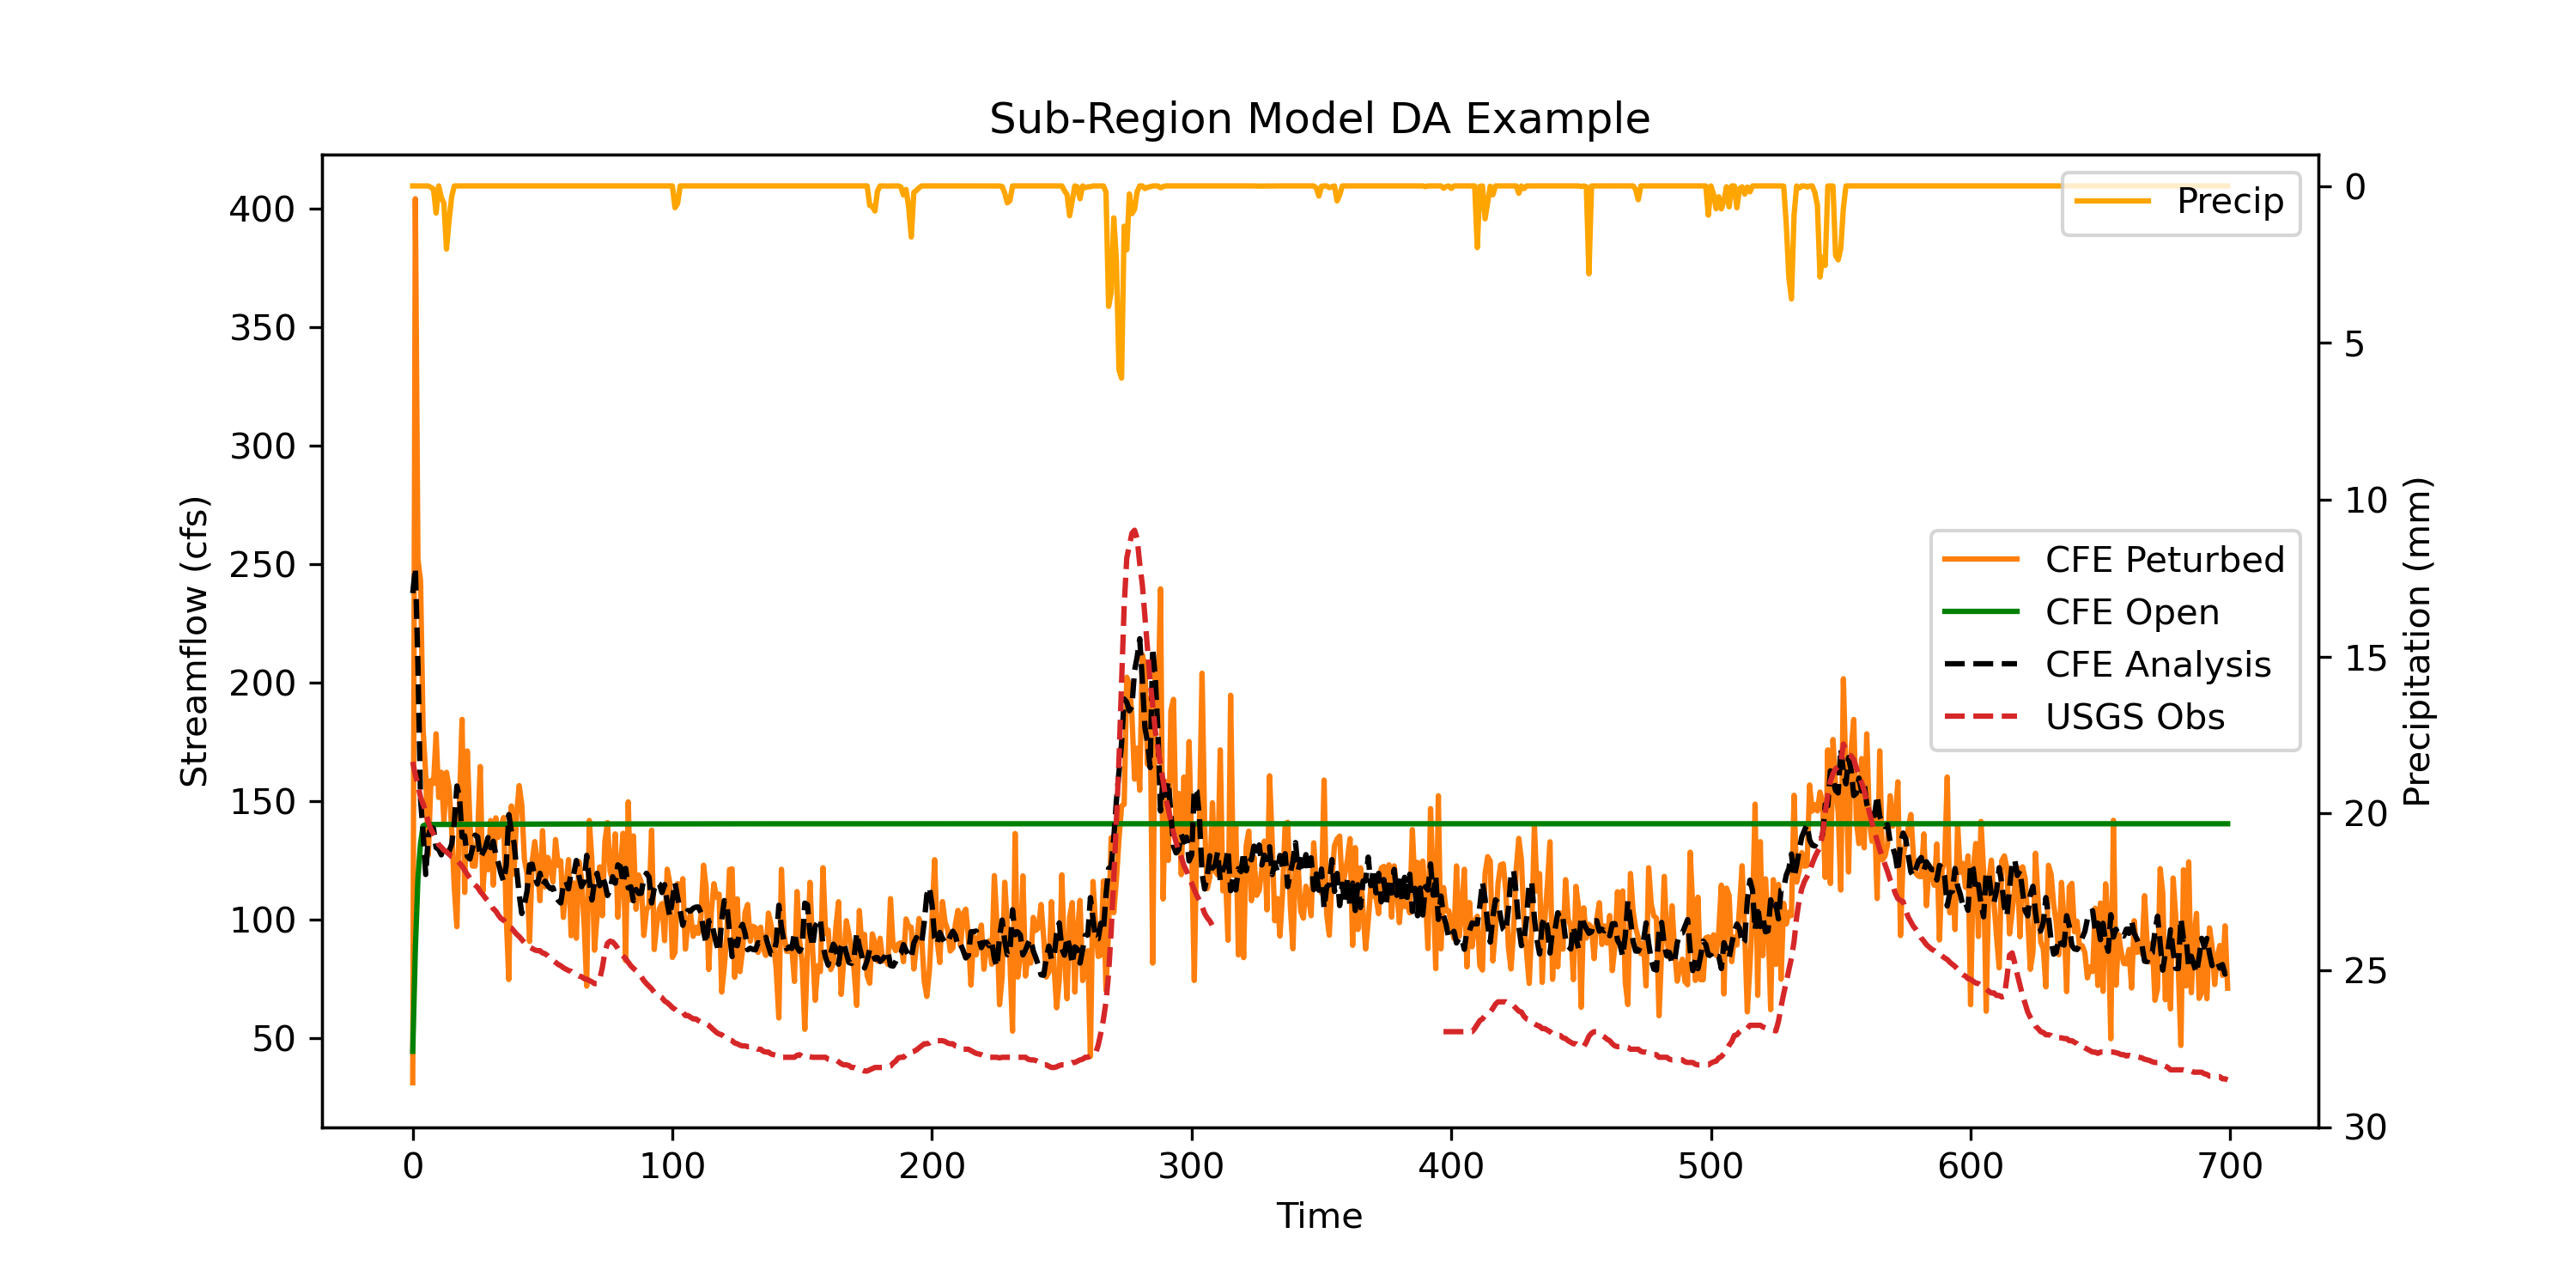 Sub-Region Model DA Example
400
350
300
250
200
150
100
50
Streamflow (cfs)
0
5
10
15
20
25
30
Precipitation (mm)
Precip
CFE Peturbed
CFE Open
CFE Analysis
USGS Obs
0 100 200 300 400 500 600 700
Time